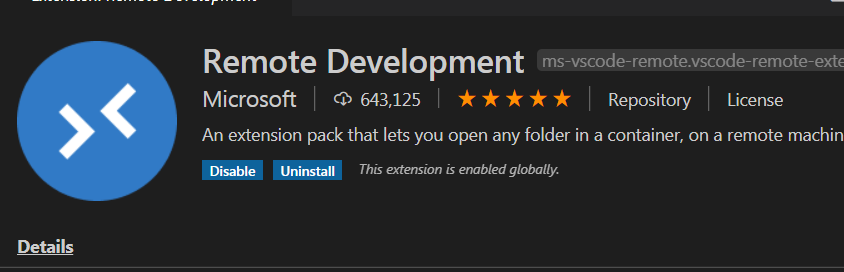 Extension: Remote Development
Remote Development ms-vscode-remote.vscode-remote-exte
Microsoft 643,125 Repository License
An extension pack that lets you open any folder in a container, on a remote machin
Disable Uninstall This extension is enabled globally.
Details